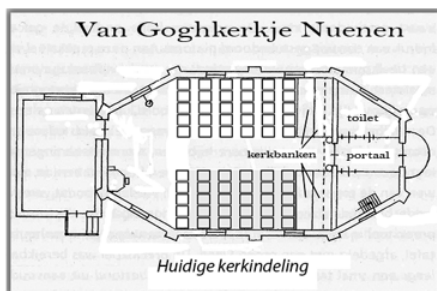 Van Goghkerkje Nuenen
toilet
kerkbanken
portaal
Huidige kerkindeling